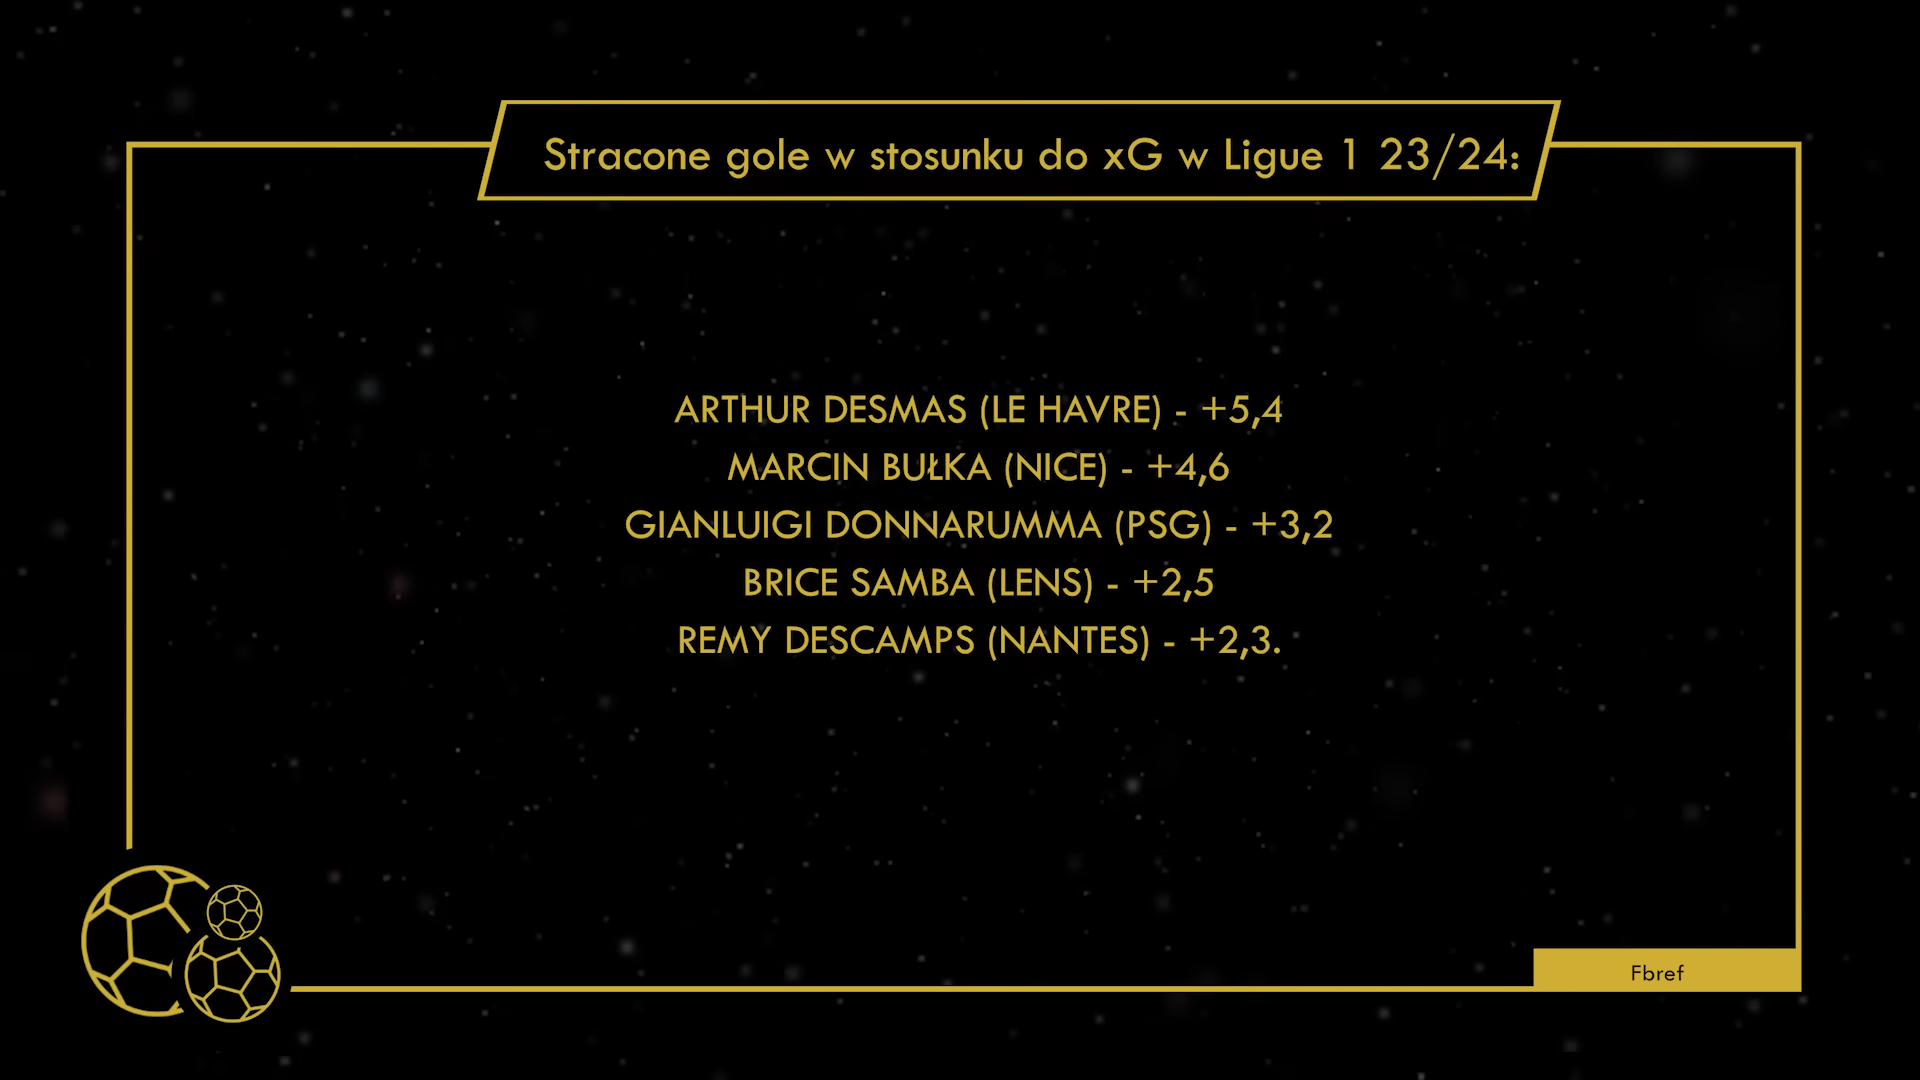 Stracone gole w stosunku do xG w Ligue 1 23/24:
ARTHUR DESMAS (LE HAVRE) - +5,4
MARCIN BUŁKA (NICE) - +4,6
GIANLUIGI DONNARUMMA (PSG) - +3,2
BRICE SAMBA (LENS) - +2,5
REMY DESCAMPS (NANTES) - +2,3.
Fbref